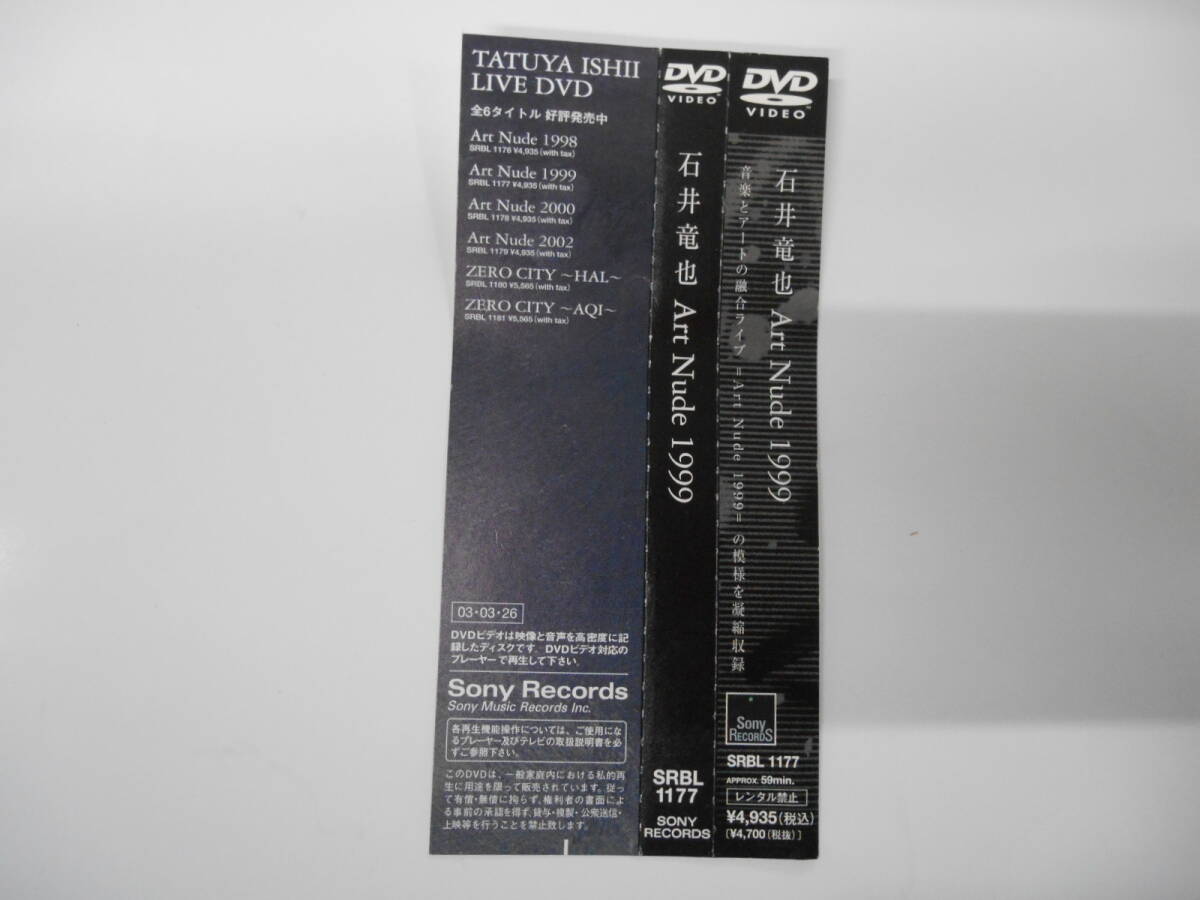 TATUYA ISHII
LIVE DVD
全6タイトル 好評発売中
Art Nude 1998
SRBL 1176 ¥4,935(with tax)
Art Nude 1999
SRBL 1177 ¥4,935(with tax)
Art Nude 2000
SRBL 1178 ¥4,935(with tax)
Art Nude 2002
SRBL 1179 ¥4,935(with tax)
ZERO CITY ～HAL～
SRBL 1180 ¥5,565(with tax)
ZERO CITY ～AQI～
SRBL 1181 ¥5,565(with tax)
03・03・26
DVDビデオは映像と音声を高密度に記
録したディスクです。DVDビデオ対応の
プレーヤーで再生して下さい。
Sony Records
Sony Music Records Inc.
各再生機能操作については、ご使用にな
るプレーヤー及びテレビの取扱説明書を必
ずご参照下さい。
このDVDは、一般家庭内における私的再
生に用途を限って販売されています。従っ
て有償・無償に拘らず、権利者の書面によ
る事前の承諾を得ず、貸与・複製・公衆送信・
上映等を行うことを禁止致します。
DVD
VIDEO
石井竜也 Art Nude 1999
SRBL
1177
SONY
RECORDS
DVD
VIDEO
石井竜也 Art Nude 1999
音楽とアートの融合ライブ =Art Nude 1999= の模様を凝縮収録
Sony
RECORDS
SRBL 1177
APPROX. 59min.
レンタル禁止
¥4,935(税込)
[¥4,700(税抜)]